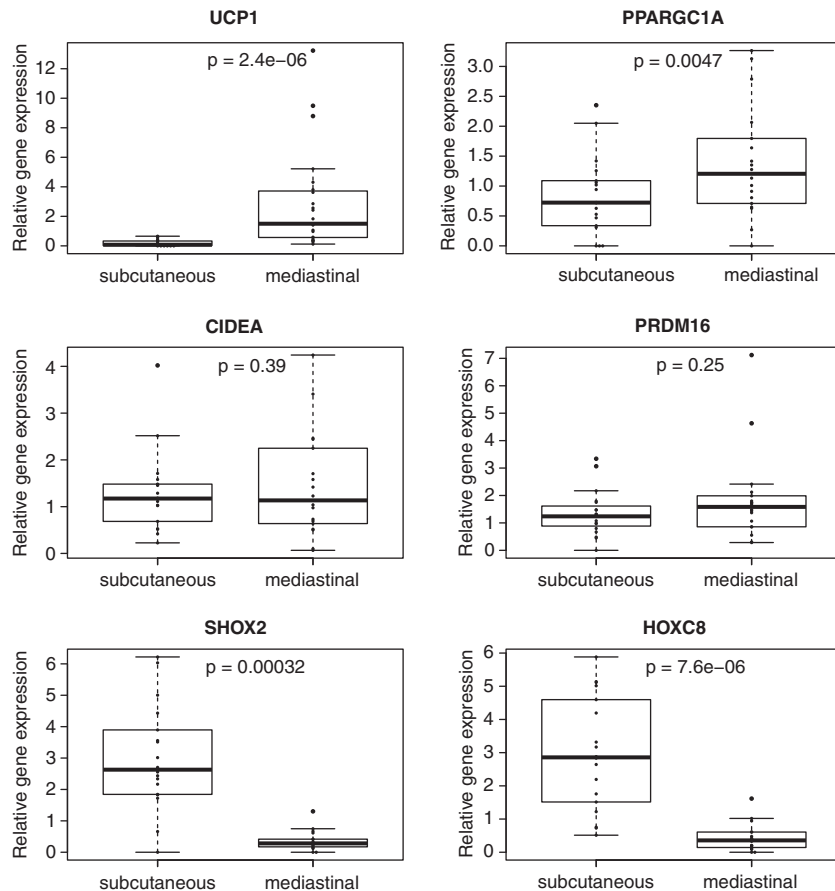 UCP1
Relative gene expression
12
10
8
6
4
2
0
p = 2.4e−06
subcutaneous
mediastinal
PPARGC1A
Relative gene expression
3.0
2.5
2.0
1.5
1.0
0.5
0.0
p = 0.0047
subcutaneous
mediastinal
CIDEA
Relative gene expression
4
3
2
1
0
p = 0.39
subcutaneous
mediastinal
PRDM16
Relative gene expression
7
6
5
4
3
2
1
0
p = 0.25
subcutaneous
mediastinal
SHOX2
Relative gene expression
6
5
4
3
2
1
0
p = 0.00032
subcutaneous
mediastinal
HOXC8
Relative gene expression
6
5
4
3
2
1
0
p = 7.6e−06
subcutaneous
mediastinal